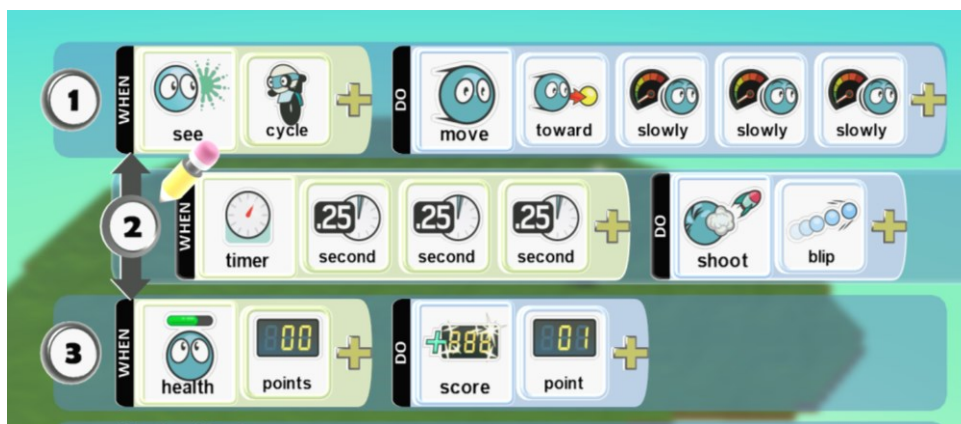 1 WHEN see cycle DO move toward slowly slowly slowly
2 WHEN timer .25 second .25 second .25 second DO shoot blip
3 WHEN health 00 points DO score 01 point